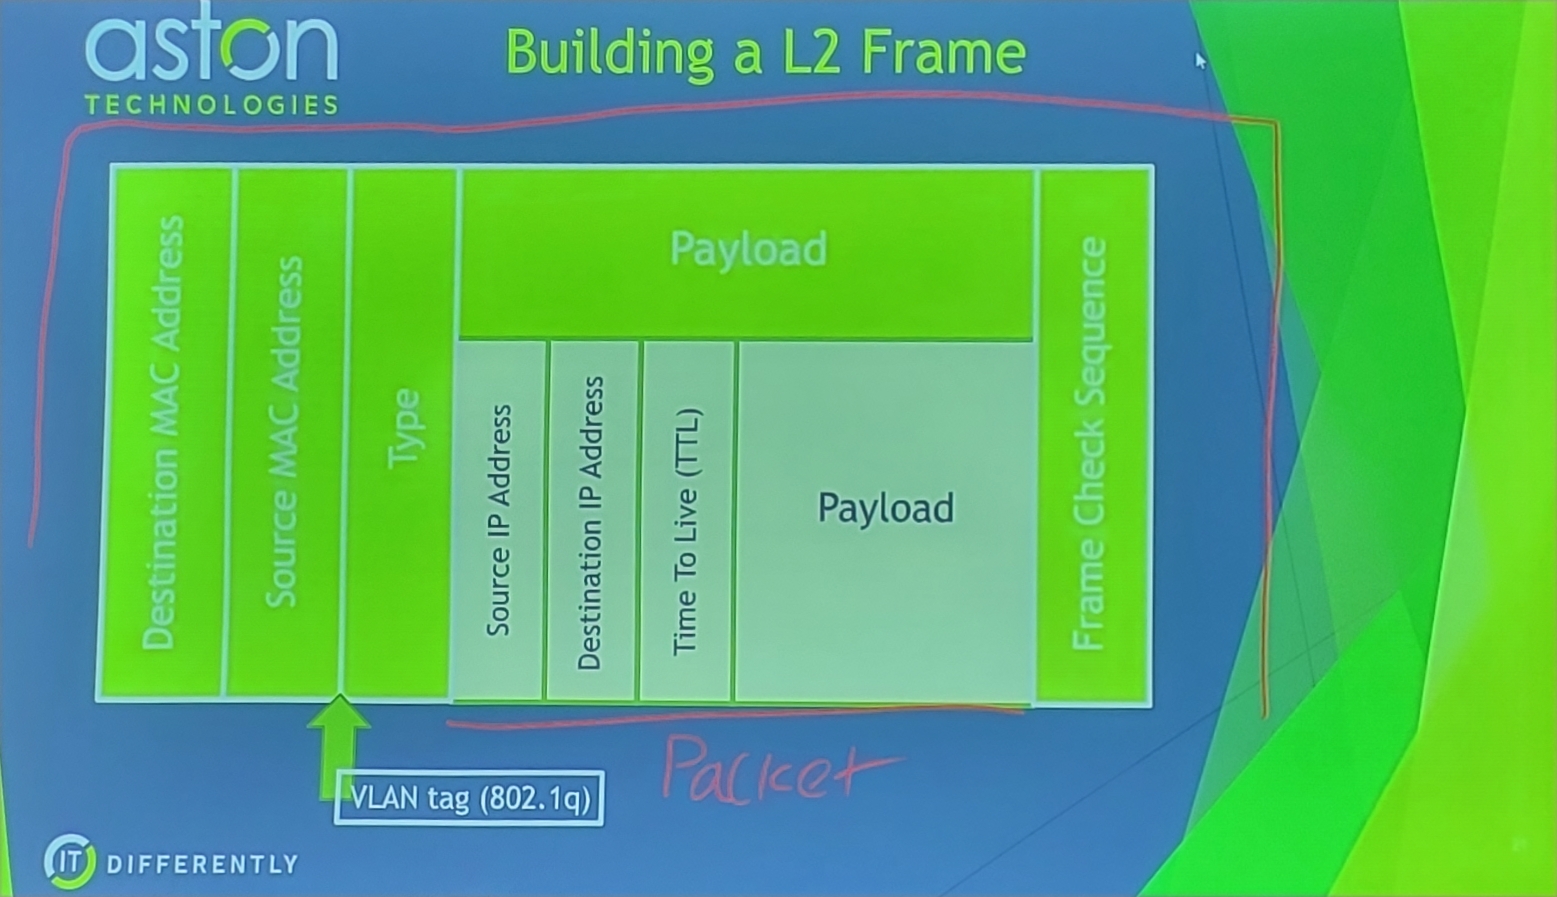 aston
TECHNOLOGIES
Building a L2 Frame
Destination MAC Address
Source MAC Address
Type
Payload
Source IP Address
Destination IP Address
Time To Live (TTL)
Payload
Frame Check Sequence
VLAN tag (802.1q)
Packet
IT DIFFERENTLY